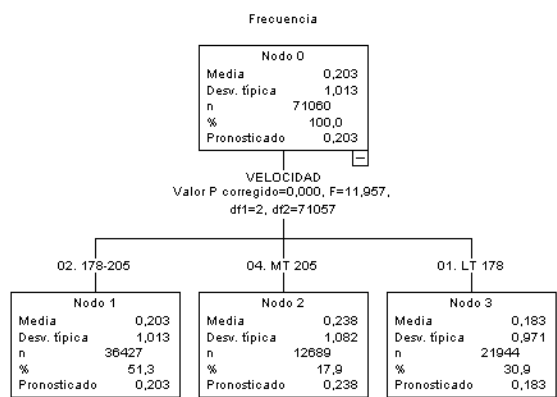 Frecuencia
Nodo 0
Media 0,203
Desv. típica 1,013
n 71060
% 100,0
Pronosticado 0,203
VELOCIDAD
Valor P corregido=0,000, F=11,957,
df1=2, df2=71057
02. 178-205
04. MT 205
01. LT 178
Nodo 1
Media 0,203
Desv. típica 1,013
n 36427
% 51,3
Pronosticado 0,203
Nodo 2
Media 0,238
Desv. típica 1,082
n 12689
% 17,9
Pronosticado 0,238
Nodo 3
Media 0,183
Desv. típica 0,971
n 21944
% 30,9
Pronosticado 0,183